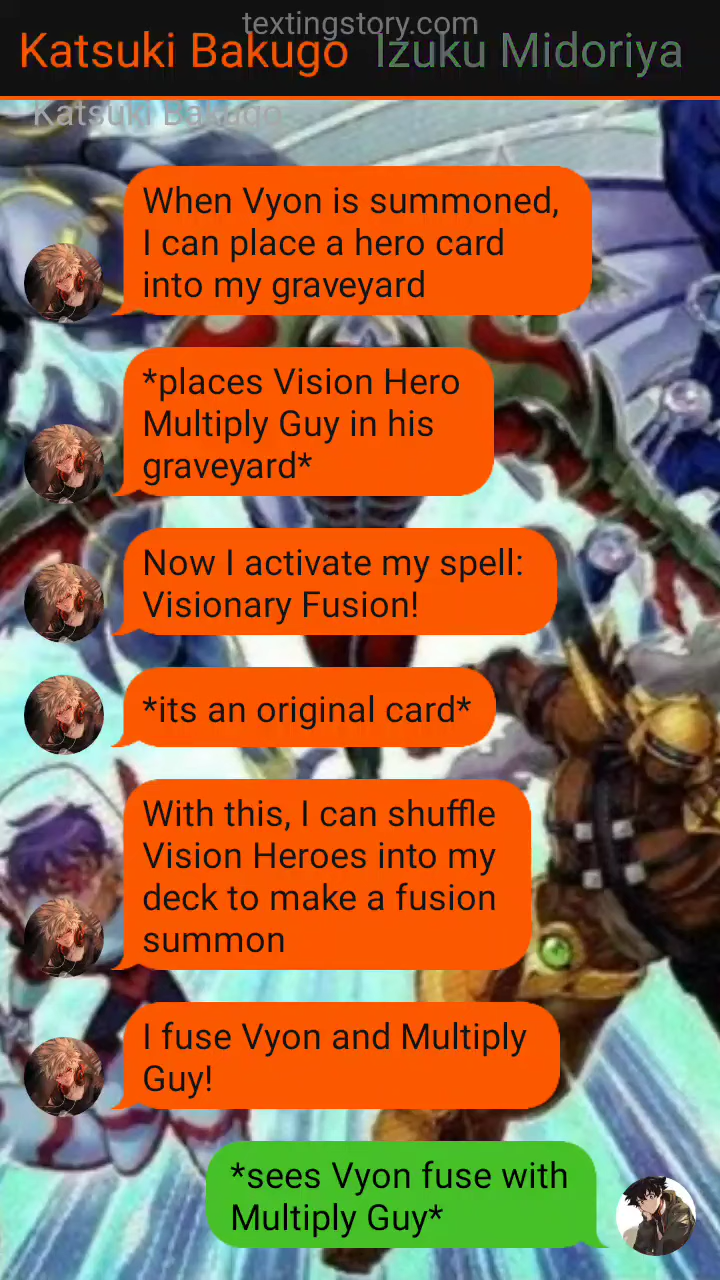 textingstory.com
Katsuki Bakugo Izuku Midoriya
Katsuki Bakugo
When Vyon is summoned,
I can place a hero card
into my graveyard
*places Vision Hero
Multiply Guy in his
graveyard*
Now I activate my spell:
Visionary Fusion!
*its an original card*
With this, I can shuffle
Vision Heroes into my
deck to make a fusion
summon
I fuse Vyon and Multiply
Guy!
*sees Vyon fuse with
Multiply Guy*